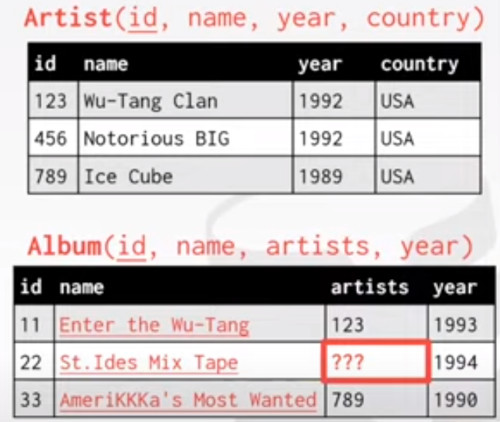 Artist(id, name, year, country)
id name year country
123 Wu-Tang Clan 1992 USA
456 Notorious BIG 1992 USA
789 Ice Cube 1989 USA
Album(id, name, artists, year)
id name artists year
11 Enter the Wu-Tang 123 1993
22 St.Ides Mix Tape ??? 1994
33 AmeriKKKa's Most Wanted 789 1990